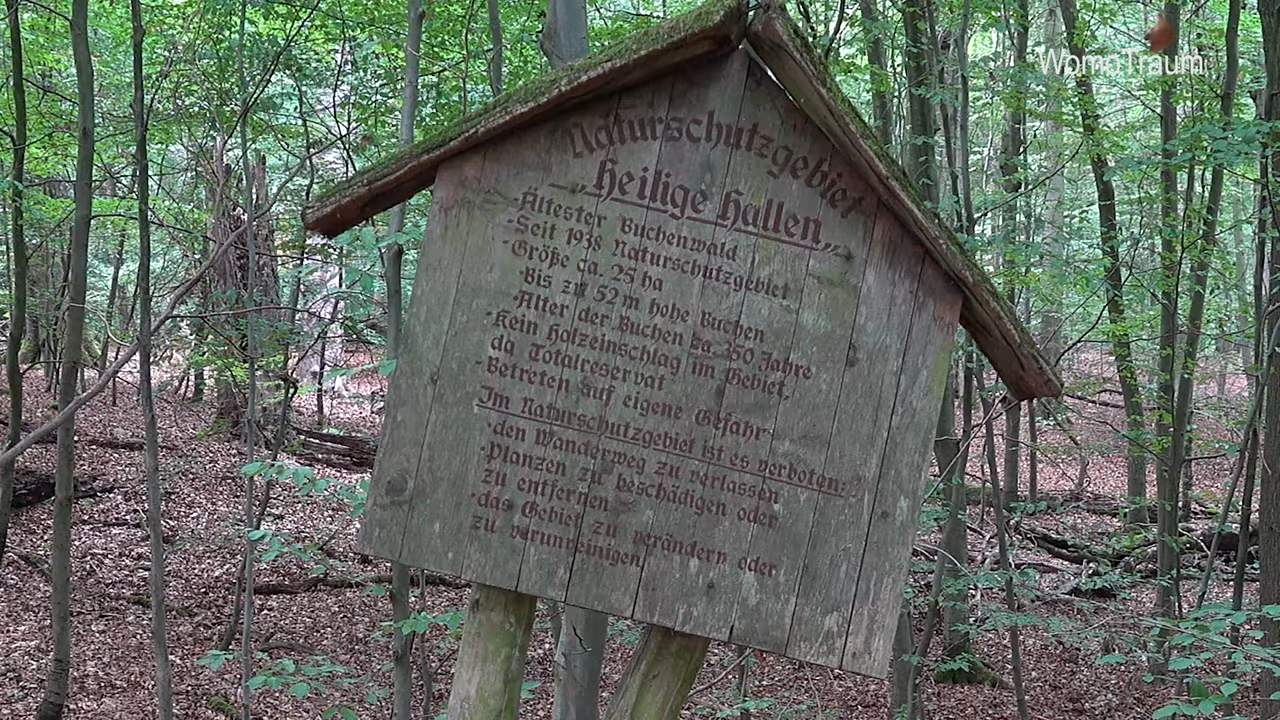 WomoTraum
Naturschutzgebiet
„Heilige Hallen„
-Ältester Buchenwald
-Seit 1938 Naturschutzgebiet
-Größe ca. 25 ha
-Bis zu 52 m hohe Buchen
-Alter der Buchen ca. 350 Jahre
-Kein Holzeinschlag im Gebiet,
da Totalreservat
-Betreten auf eigene Gefahr-
Im Naturschutzgebiet ist es verboten:
-den Wanderweg zu verlassen
-Planzen zu beschädigen oder
zu entfernen
-das Gebiet zu verändern oder
zu verunreinigen